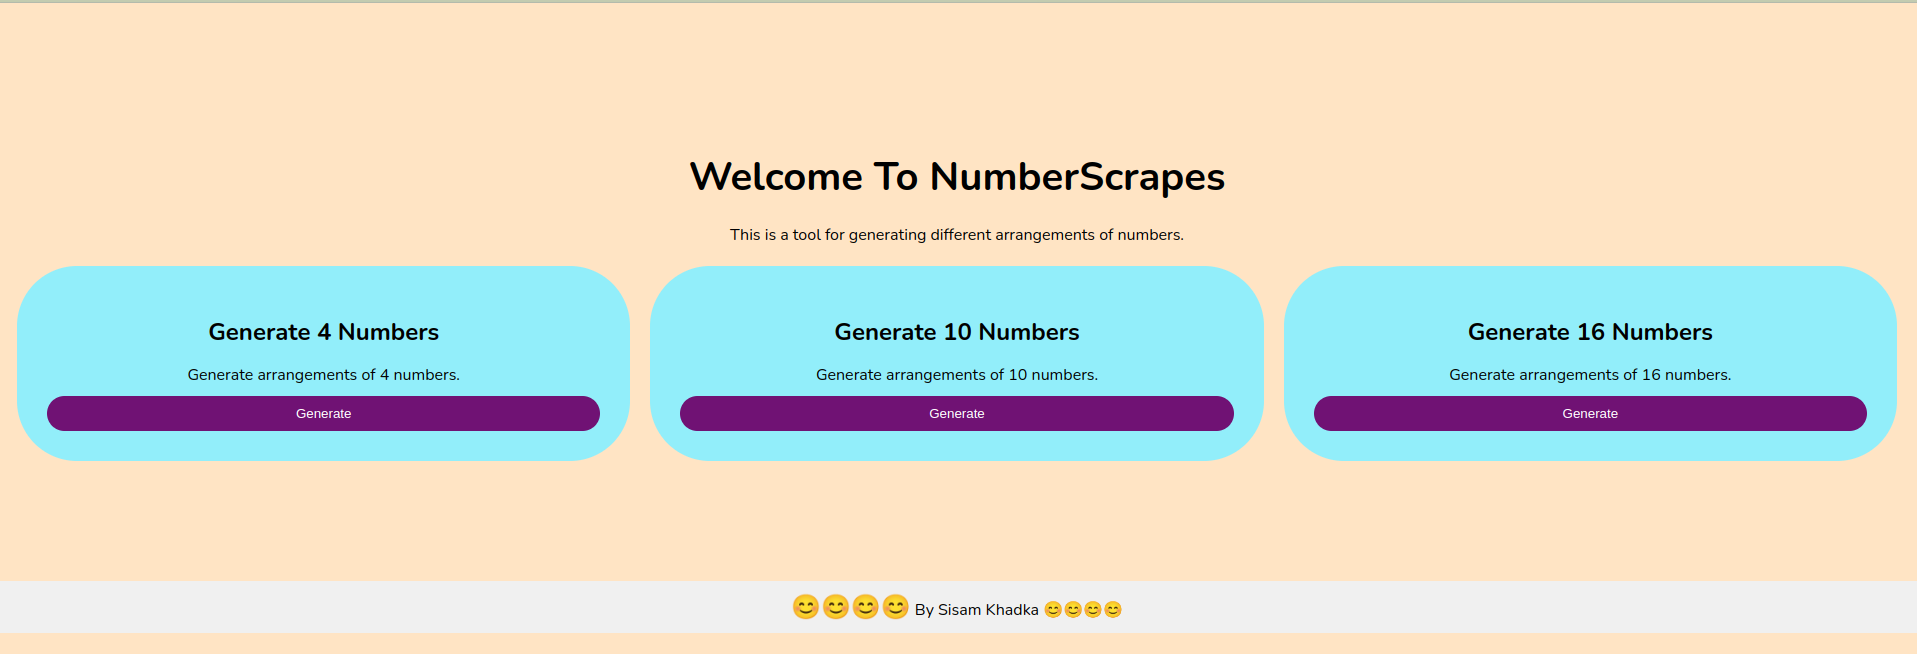 Welcome To NumberScrapes
This is a tool for generating different arrangements of numbers.
Generate 4 Numbers
Generate arrangements of 4 numbers.
Generate
Generate 10 Numbers
Generate arrangements of 10 numbers.
Generate
Generate 16 Numbers
Generate arrangements of 16 numbers.
Generate
😊😊😊😊 By Sisam Khadka 😊😊😊😊